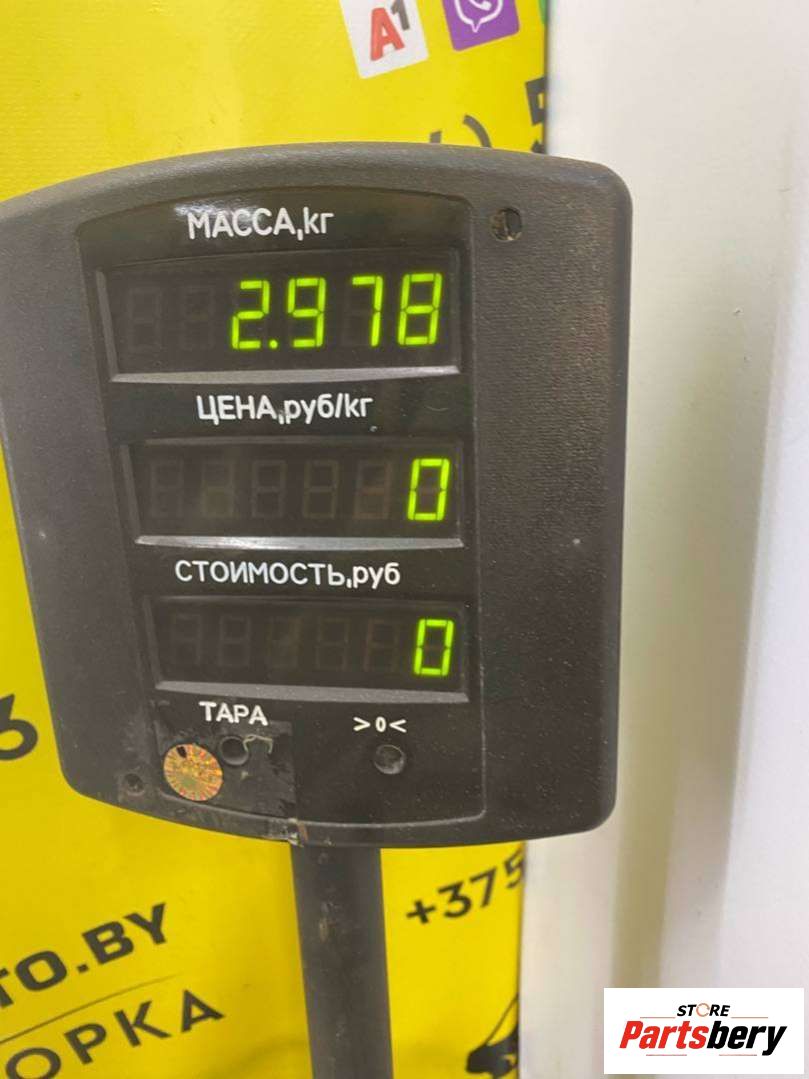 A1
МАССА,кг
2.978
ЦЕНА,руб/кг
0
СТОИМОСТЬ,руб
0
ТАРА
>0<
+375
TO.BY
ОРКА
STORE
Partsbery